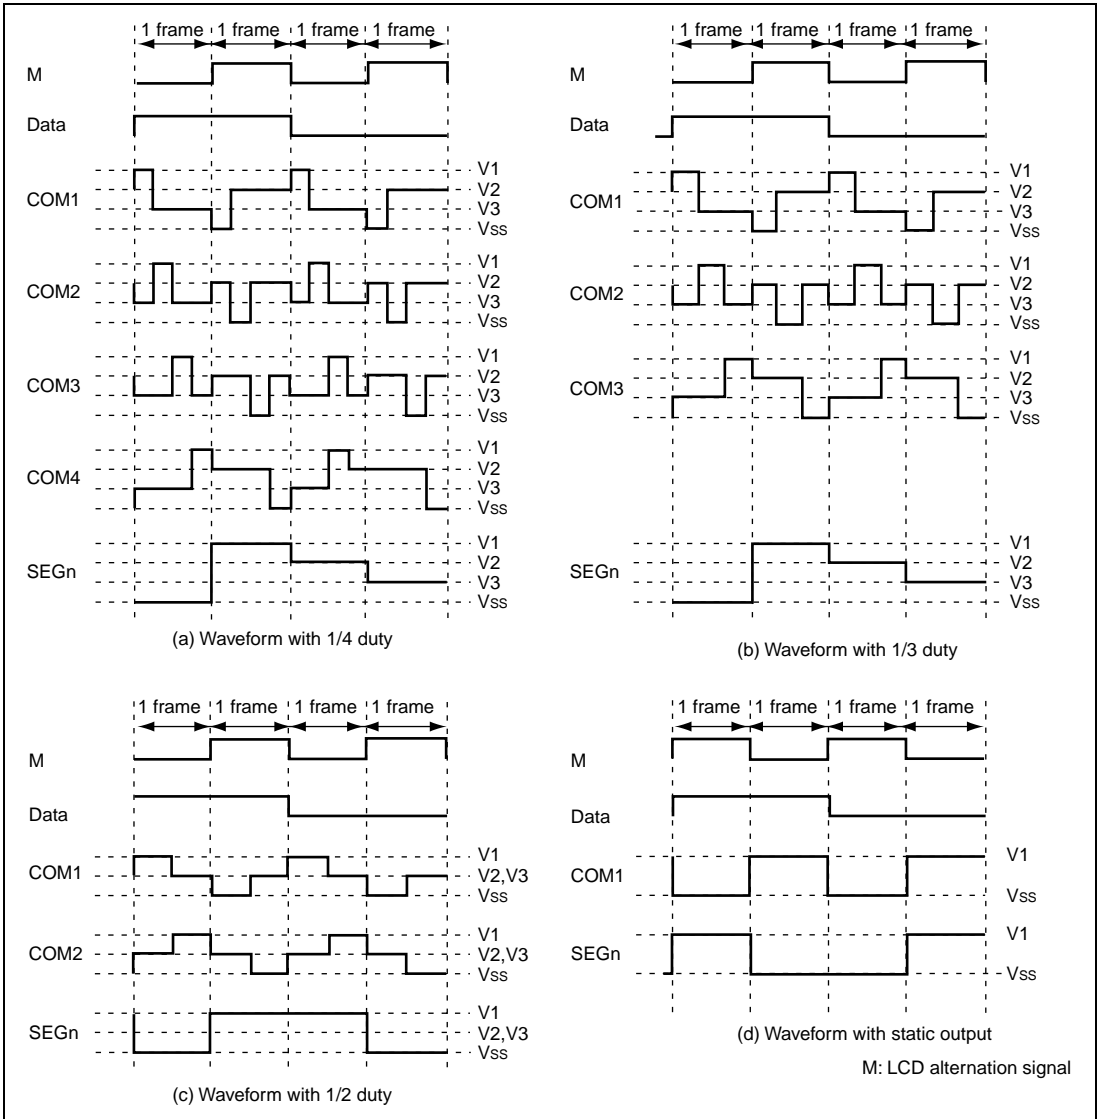 1 frame 1 frame 1 frame 1 frame
M
Data
COM1
V1
V2
V3
VSS
COM2
V1
V2
V3
VSS
COM3
V1
V2
V3
VSS
COM4
V1
V2
V3
VSS
SEGn
V1
V2
V3
VSS
(a) Waveform with 1/4 duty
1 frame 1 frame 1 frame 1 frame
M
Data
COM1
V1
V2
V3
VSS
COM2
V1
V2
V3
VSS
COM3
V1
V2
V3
VSS
SEGn
V1
V2
V3
VSS
(b) Waveform with 1/3 duty
1 frame 1 frame 1 frame 1 frame
M
Data
COM1
V1
V2,V3
VSS
COM2
V1
V2,V3
VSS
SEGn
V1
V2,V3
VSS
(c) Waveform with 1/2 duty
1 frame 1 frame 1 frame 1 frame
M
Data
COM1
V1
VSS
SEGn
V1
VSS
(d) Waveform with static output
M: LCD alternation signal